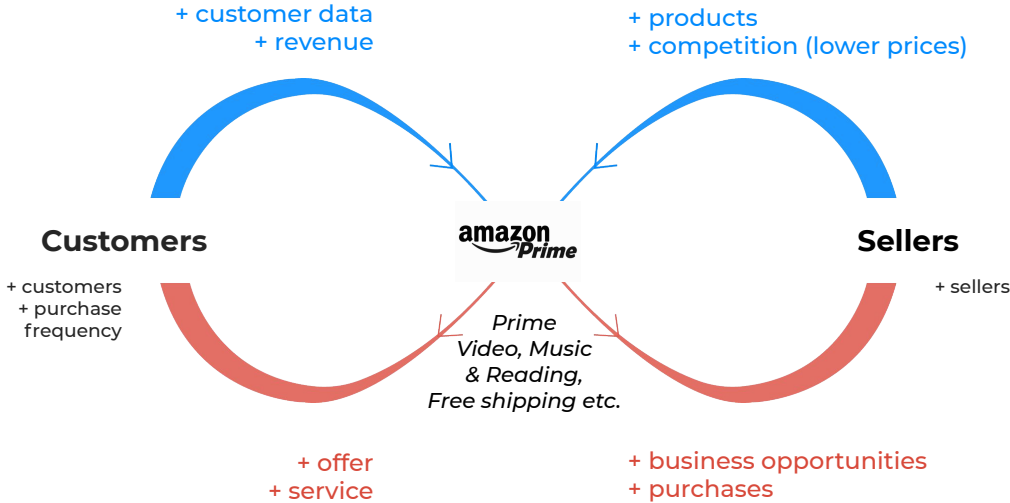 + customer data
+ revenue
+ products
+ competition (lower prices)
Customers
+ customers
+ purchase
frequency
amazon
Prime
Prime
Video, Music
& Reading,
Free shipping etc.
Sellers
+ sellers
+ offer
+ service
+ business opportunities
+ purchases